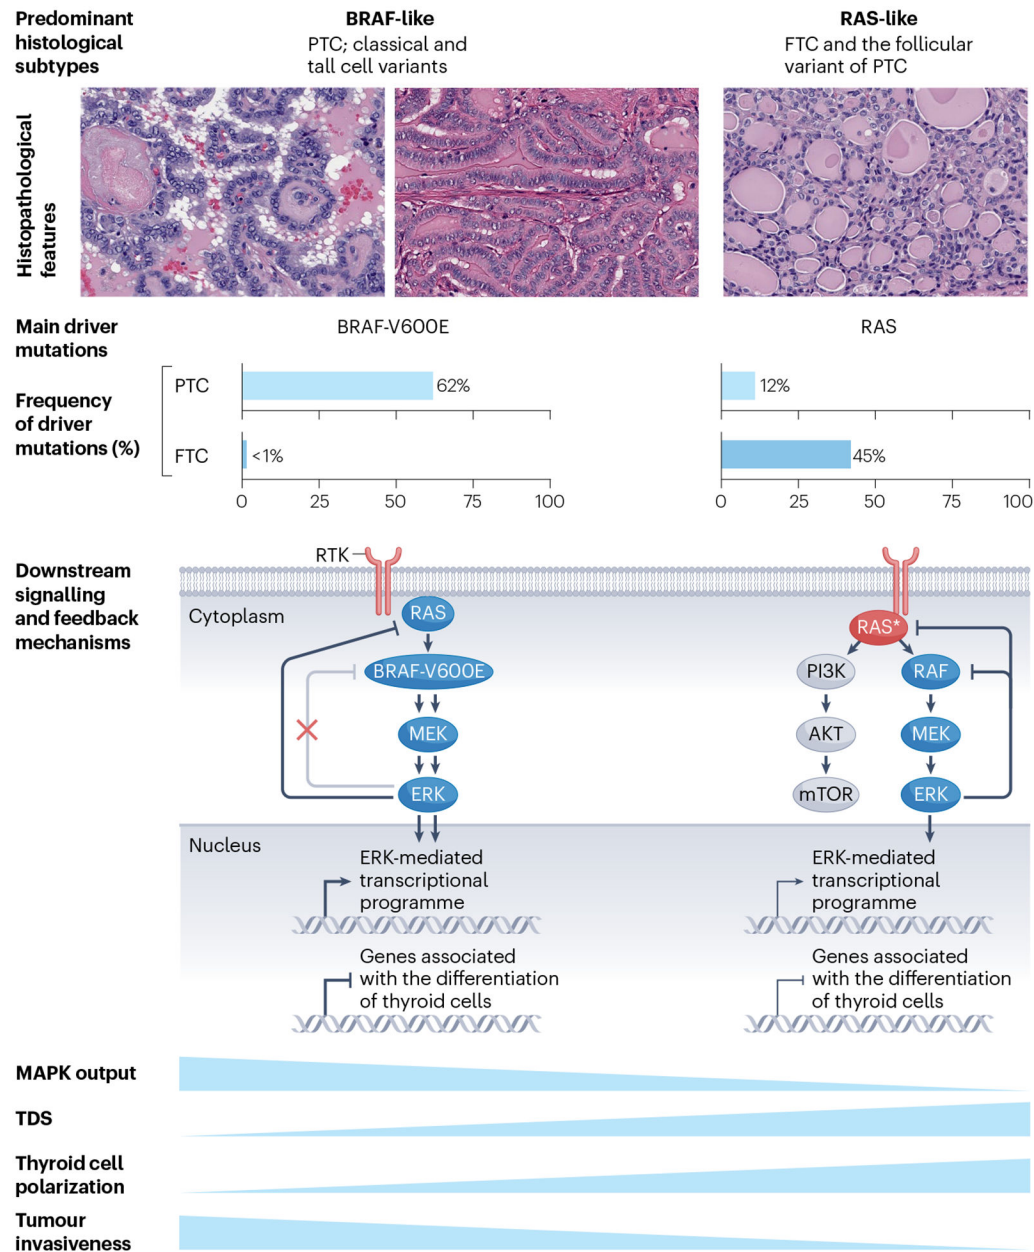 Predominant
histological
subtypes
BRAF-like
PTC; classical and
tall cell variants
RAS-like
FTC and the follicular
variant of PTC
Histopathological
features
Main driver
mutations
BRAF-V600E
RAS
Frequency
of driver
mutations (%)
PTC
62%
12%
FTC
<1%
45%
0 25 50 75 100
0 25 50 75 100
Downstream
signalling
and feedback
mechanisms
RTK
Cytoplasm
RAS
BRAF-V600E
MEK
ERK
RAS*
PI3K
RAF
AKT
MEK
mTOR
ERK
Nucleus
ERK-mediated
transcriptional
programme
Genes associated
with the differentiation
of thyroid cells
ERK-mediated
transcriptional
programme
Genes associated
with the differentiation
of thyroid cells
MAPK output
TDS
Thyroid cell
polarization
Tumour
invasiveness